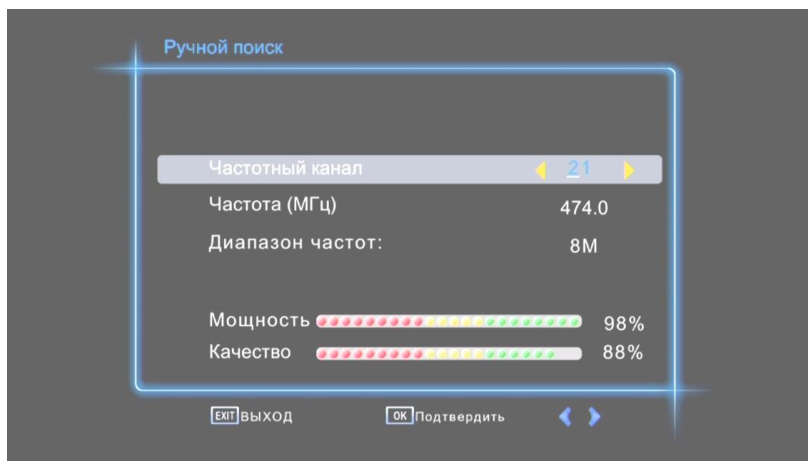 Ручной поиск
Частотный канал 21
Частота (МГц) 474.0
Диапазон частот: 8М
Мощность 98%
Качество 88%
EXIT ВЫХОД OK Подтвердить